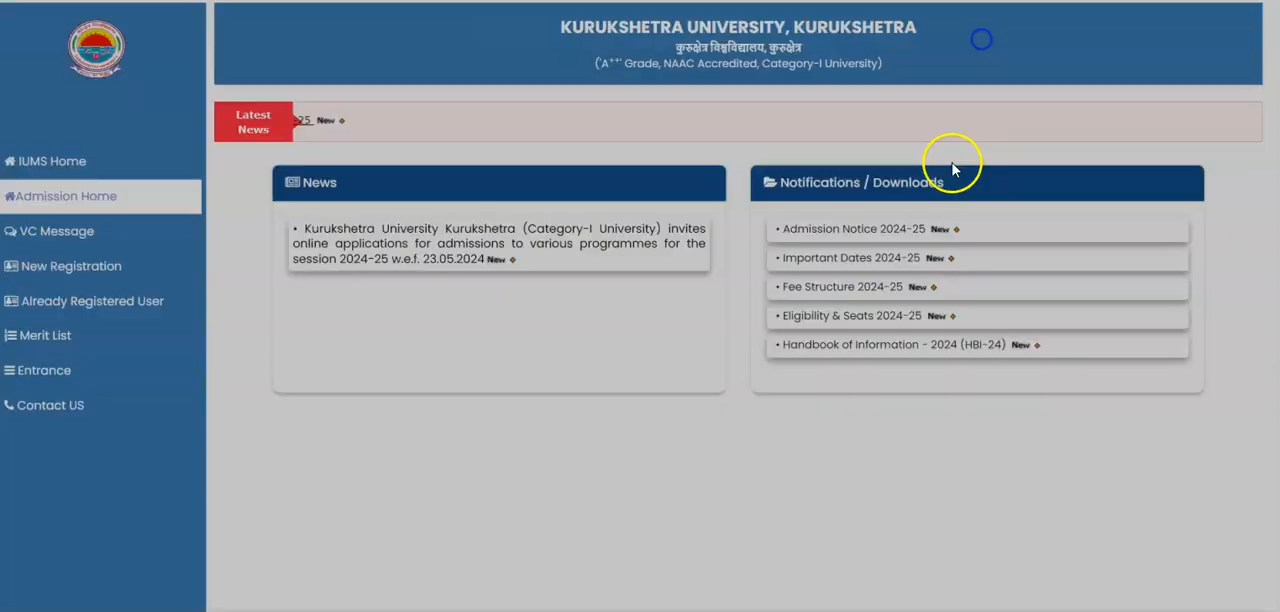 KURUKSHETRA UNIVERSITY, KURUKSHETRA
कुरुक्षेत्र विश्वविद्यालय, कुरुक्षेत्र
('A++' Grade, NAAC Accredited, Category-I University)
Latest
News
-25 New
IUMS Home
Admission Home
VC Message
New Registration
Already Registered User
Merit List
Entrance
Contact US
News
• Kurukshetra University Kurukshetra (Category-I University) invites
online applications for admissions to various programmes for the
session 2024-25 w.e.f. 23.05.2024 New
Notifications / Downloads
• Admission Notice 2024-25 New
• Important Dates 2024-25 New
• Fee Structure 2024-25 New
• Eligibility & Seats 2024-25 New
• Handbook of Information - 2024 (HBI-24) New